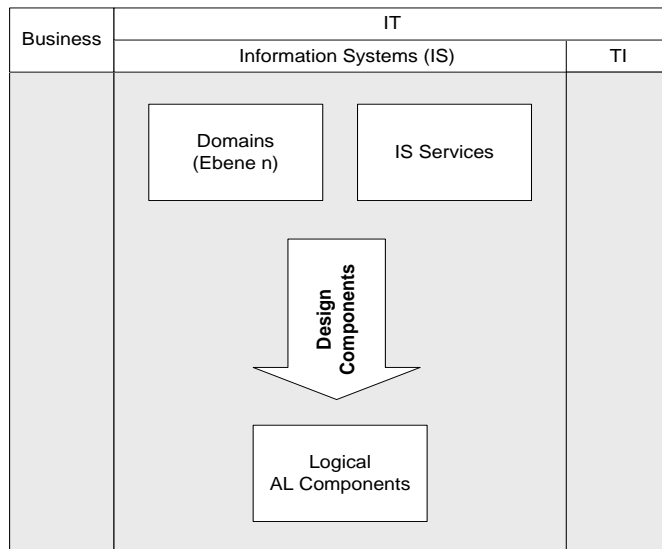 Business
IT
Information Systems (IS)
TI
Domains
(Ebene n)
IS Services
Design
Components
Logical
AL Components